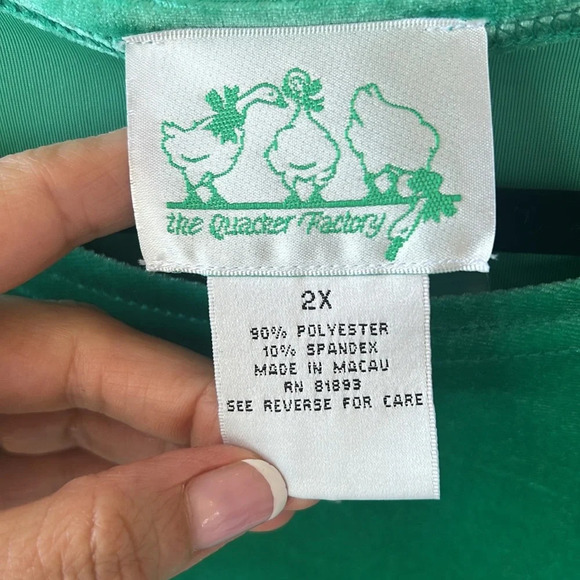 the Quacker Factory
2X
90% POLYESTER
10% SPANDEX
MADE IN MACAU
RN 81893
SEE REVERSE FOR CARE